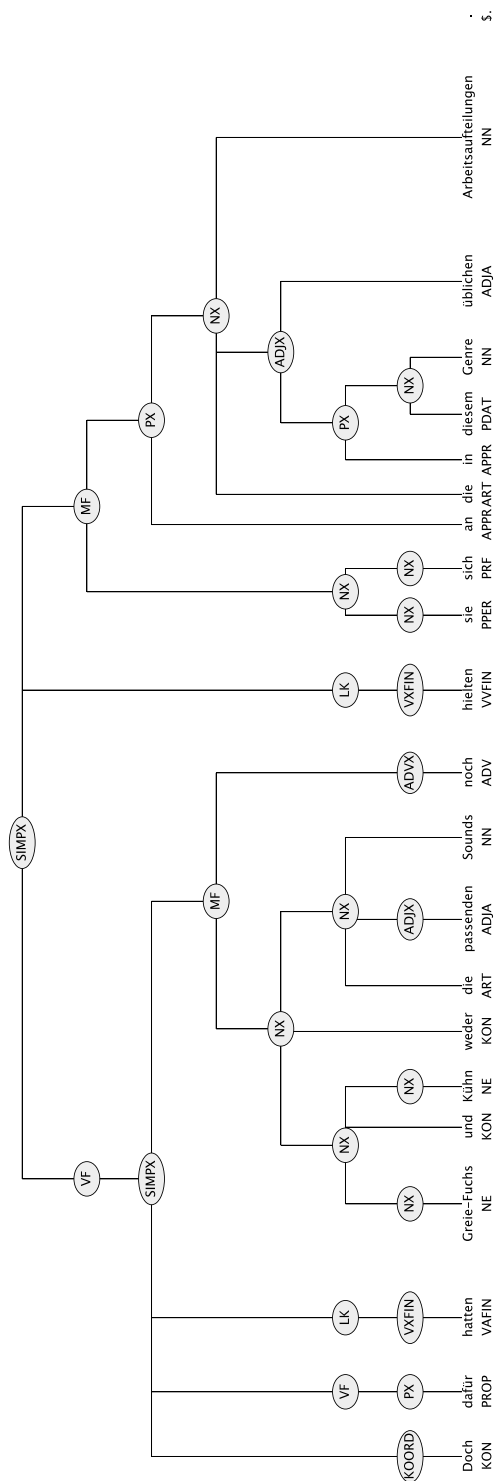 SIMPX
VF MF
SIMPX PX
MF NX
NX ADJX
VF LK NX NX LK NX PX
KOORD PX VXFIN NX NX ADJX ADVX VXFIN NX NX NX
Doch dafür hatten Greie-Fuchs und Kühn weder die passenden Sounds noch hielten sie sich an die in diesem Genre üblichen Arbeitsaufteilungen .
KON PROP VAFIN NE KON NE KON ART ADJA NN ADV VVFIN PPER PRF APPR ART APPR PDAT NN ADJA NN $.